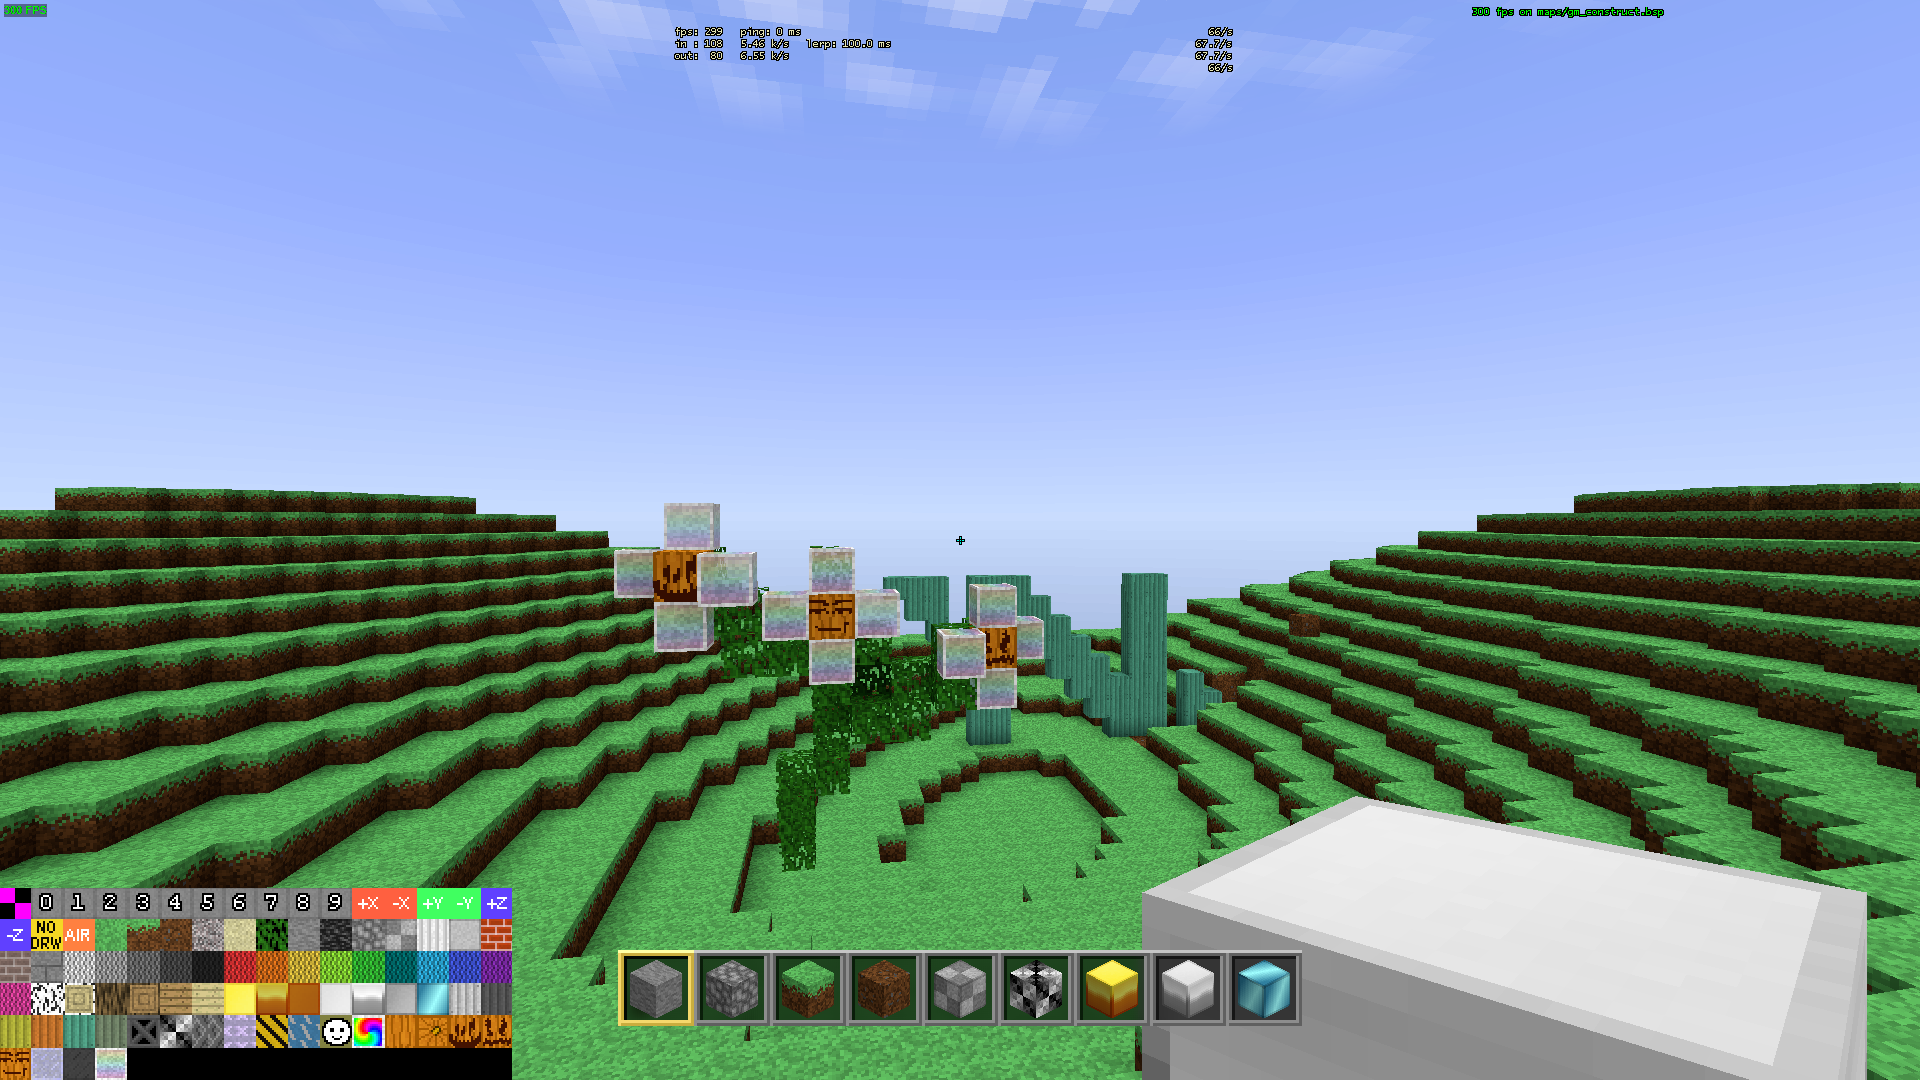 300 FPS
300 fps on maps/gm_construct.bsp
fps: 299 ping: 0 ms
in : 103 5.46 k/s lerp: 100.0 ms
out: 80 6.55 k/s
66/s
67.7/s
67.7/s
66/s
0 1 2 3 4 5 6 7 8 9 +X -X +Y -Y +Z
-Z NO DRW AIR